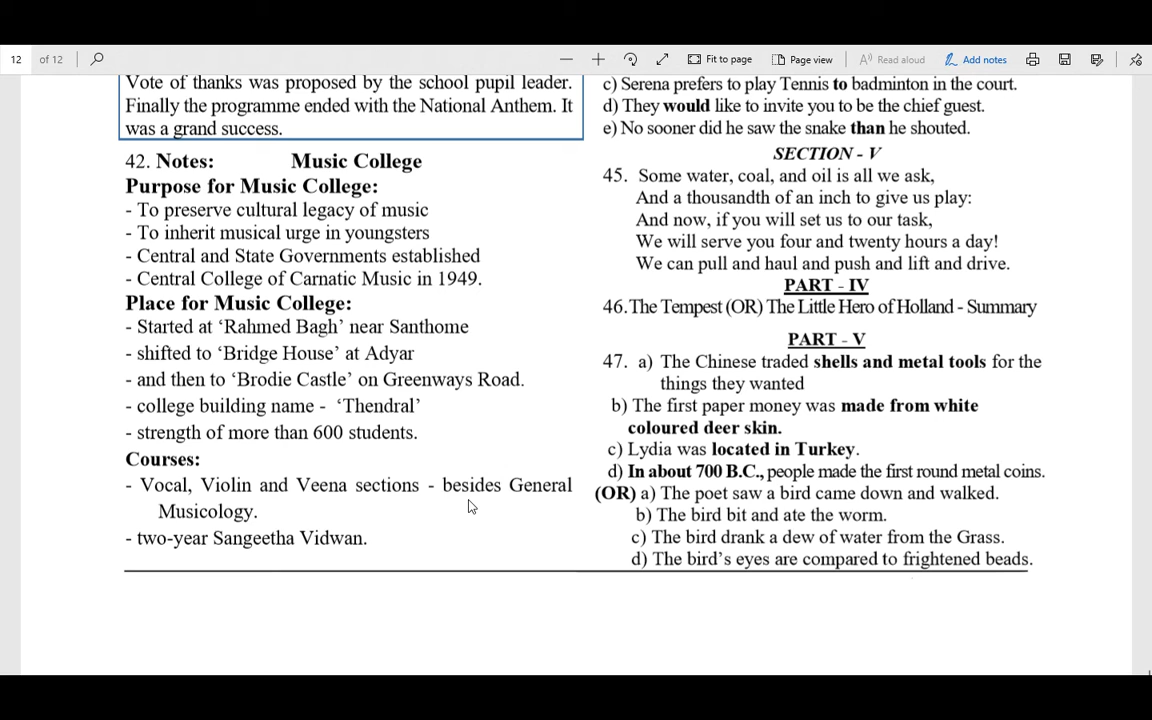 12 of 12
Fit to page
Page view
Read aloud
Add notes
Vote of thanks was proposed by the school pupil leader.
Finally the programme ended with the National Anthem. It
was a grand success.
42. Notes: Music College
Purpose for Music College:
- To preserve cultural legacy of music
- To inherit musical urge in youngsters
- Central and State Governments established
- Central College of Carnatic Music in 1949.
Place for Music College:
- Started at ‘Rahmed Bagh’ near Santhome
- shifted to ‘Bridge House’ at Adyar
- and then to ‘Brodie Castle’ on Greenways Road.
- college building name - ‘Thendral’
- strength of more than 600 students.
Courses:
- Vocal, Violin and Veena sections - besides General
Musicology.
- two-year Sangeetha Vidwan.
c) Serena prefers to play Tennis to badminton in the court.
d) They would like to invite you to be the chief guest.
e) No sooner did he saw the snake than he shouted.
SECTION - V
45. Some water, coal, and oil is all we ask,
And a thousandth of an inch to give us play:
And now, if you will set us to our task,
We will serve you four and twenty hours a day!
We can pull and haul and push and lift and drive.
PART - IV
46.The Tempest (OR) The Little Hero of Holland - Summary
PART - V
47. a) The Chinese traded shells and metal tools for the
things they wanted
b) The first paper money was made from white
coloured deer skin.
c) Lydia was located in Turkey.
d) In about 700 B.C., people made the first round metal coins.
(OR) a) The poet saw a bird came down and walked.
b) The bird bit and ate the worm.
c) The bird drank a dew of water from the Grass.
d) The bird’s eyes are compared to frightened beads.